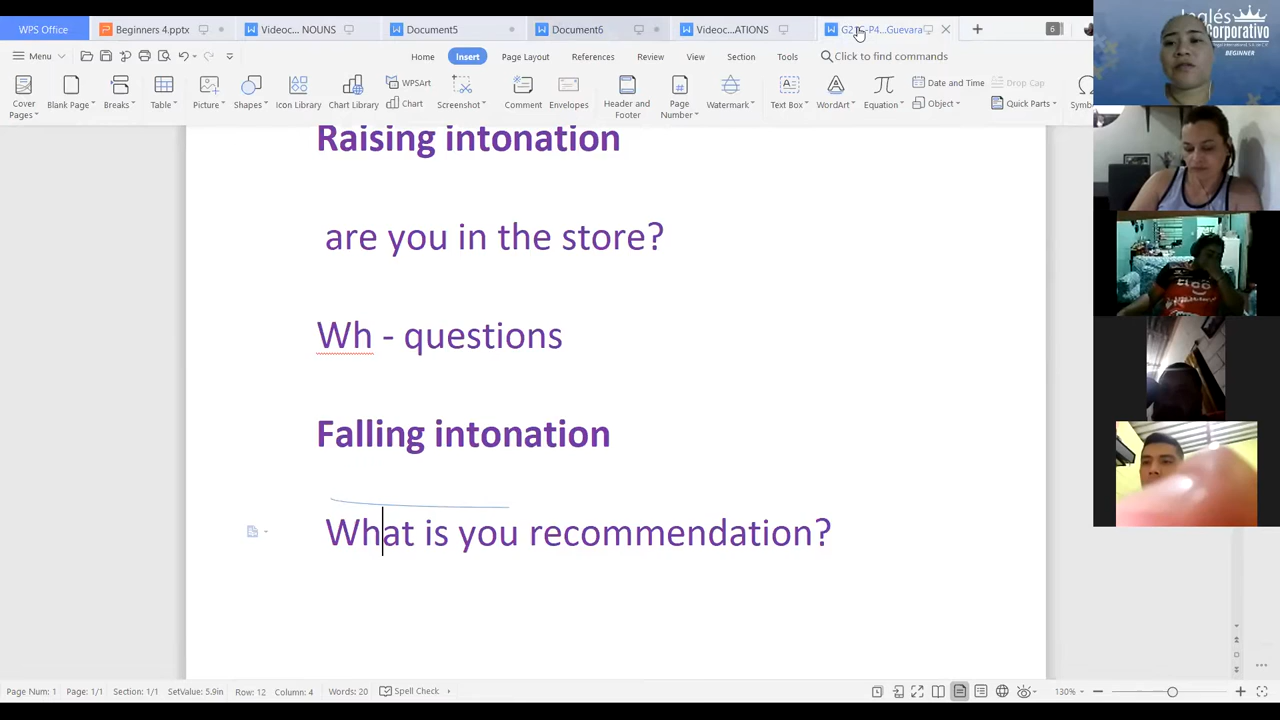 WPS Office Beginners 4.pptx Videoc... NOUNS Document5 Document6 Videoc...ATIONS Guevara 6
Menu Home Insert Page Layout References Review View Section Tools Click to find commands
WPSArt Date and Time Drop Cap
Cover Pages Blank Page Breaks Table Picture Shapes Icon Library Chart Library Chart Screenshot Comment Envelopes Header and Footer Page Number Watermark Text Box WordArt Equation Object Quick Parts
Inglés
Corporativo
BEGINNER
Raising intonation
are you in the store?
Wh - questions
Falling intonation
What is you recommendation?
Page Num: 1 Page: 1/1 Section: 1/1 SetValue: 5.9in Row: 12 Column: 4 Words: 20 Spell Check 130%